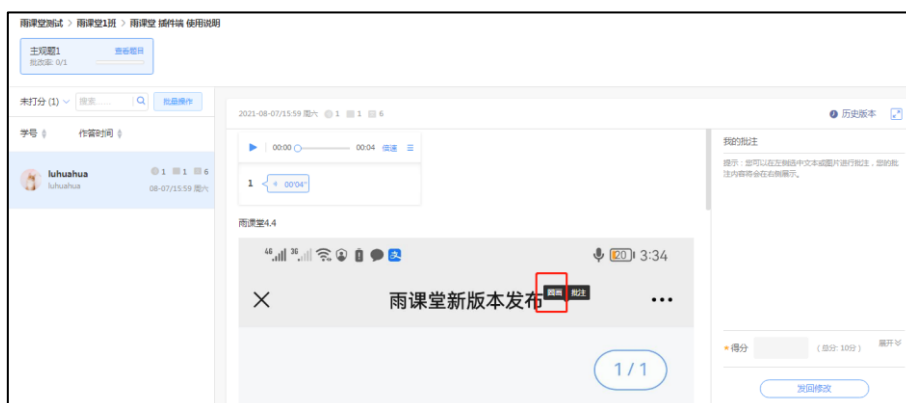 雨课堂测试 > 雨课堂1班 > 雨课堂 插件端 使用说明
主观题1 查看题目
批改率: 0/1
未打分 (1) 搜索...... 批量操作
2021-08-07/15:59 周六 1 1 6 历史版本
学号 作答时间
00:00 00:04 倍速
我的批注
提示：您可以在左侧选中文本或图片进行批注，您的批注内容将会在右侧展示。
luhuahua 1 1 6
luhuahua 08-07/15:59 周六
1 00'04"
雨课堂4.4
46 36 20 3:34
雨课堂新版本发布 圈画 批注 ...
1/1
*得分 (总分: 10分) 展开
发回修改